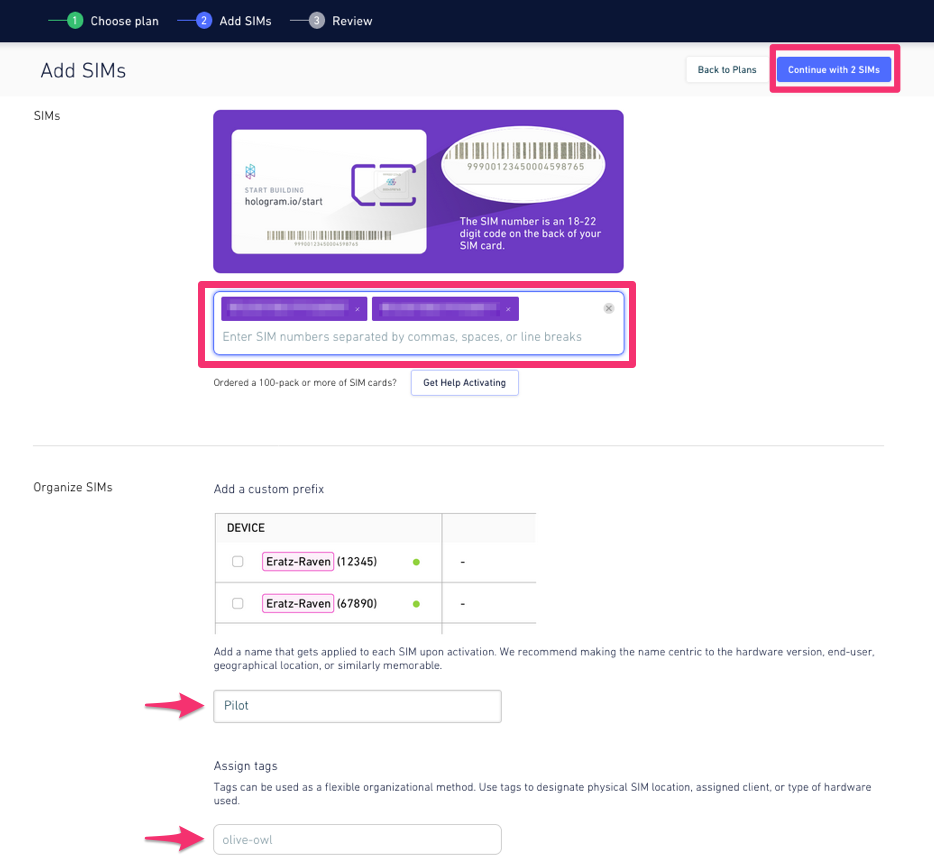 1 Choose plan 2 Add SIMs 3 Review
Add SIMs
Back to Plans
Continue with 2 SIMs
SIMs
START BUILDING
hologram.io/start
99900123450004598765
99900123450004598765
The SIM number is an 18-22
digit code on the back of your
SIM card.
Enter SIM numbers separated by commas, spaces, or line breaks
Ordered a 100-pack or more of SIM cards?
Get Help Activating
Organize SIMs
Add a custom prefix
DEVICE
Eratz-Raven (12345) -
Eratz-Raven (67890) -
Add a name that gets applied to each SIM upon activation. We recommend making the name centric to the hardware version, end-user,
geographical location, or similarly memorable.
Pilot
Assign tags
Tags can be used as a flexible organizational method. Use tags to designate physical SIM location, assigned client, or type of hardware
used.
olive-owl